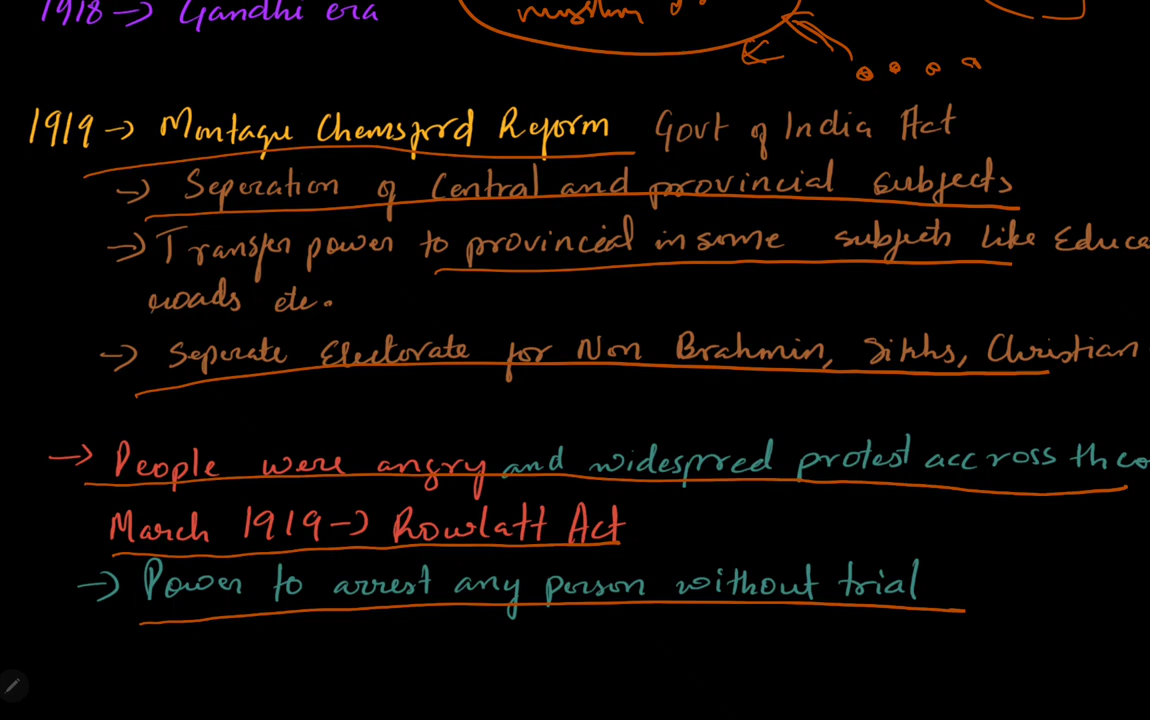 1918 → Gandhi era
1919 → Montagu Chemsford Reform Govt of India Act
→ Seperation of Central and provincial subjects
→ Transfer power to provincial in some subjects like Educa
roads etc.
→ Seperate Electorate for Non Brahmin, Sikhs, Christian
→ People were angry and widespred protest accross the co
March 1919 → Rowlatt Act
→ Power to arrest any person without trial